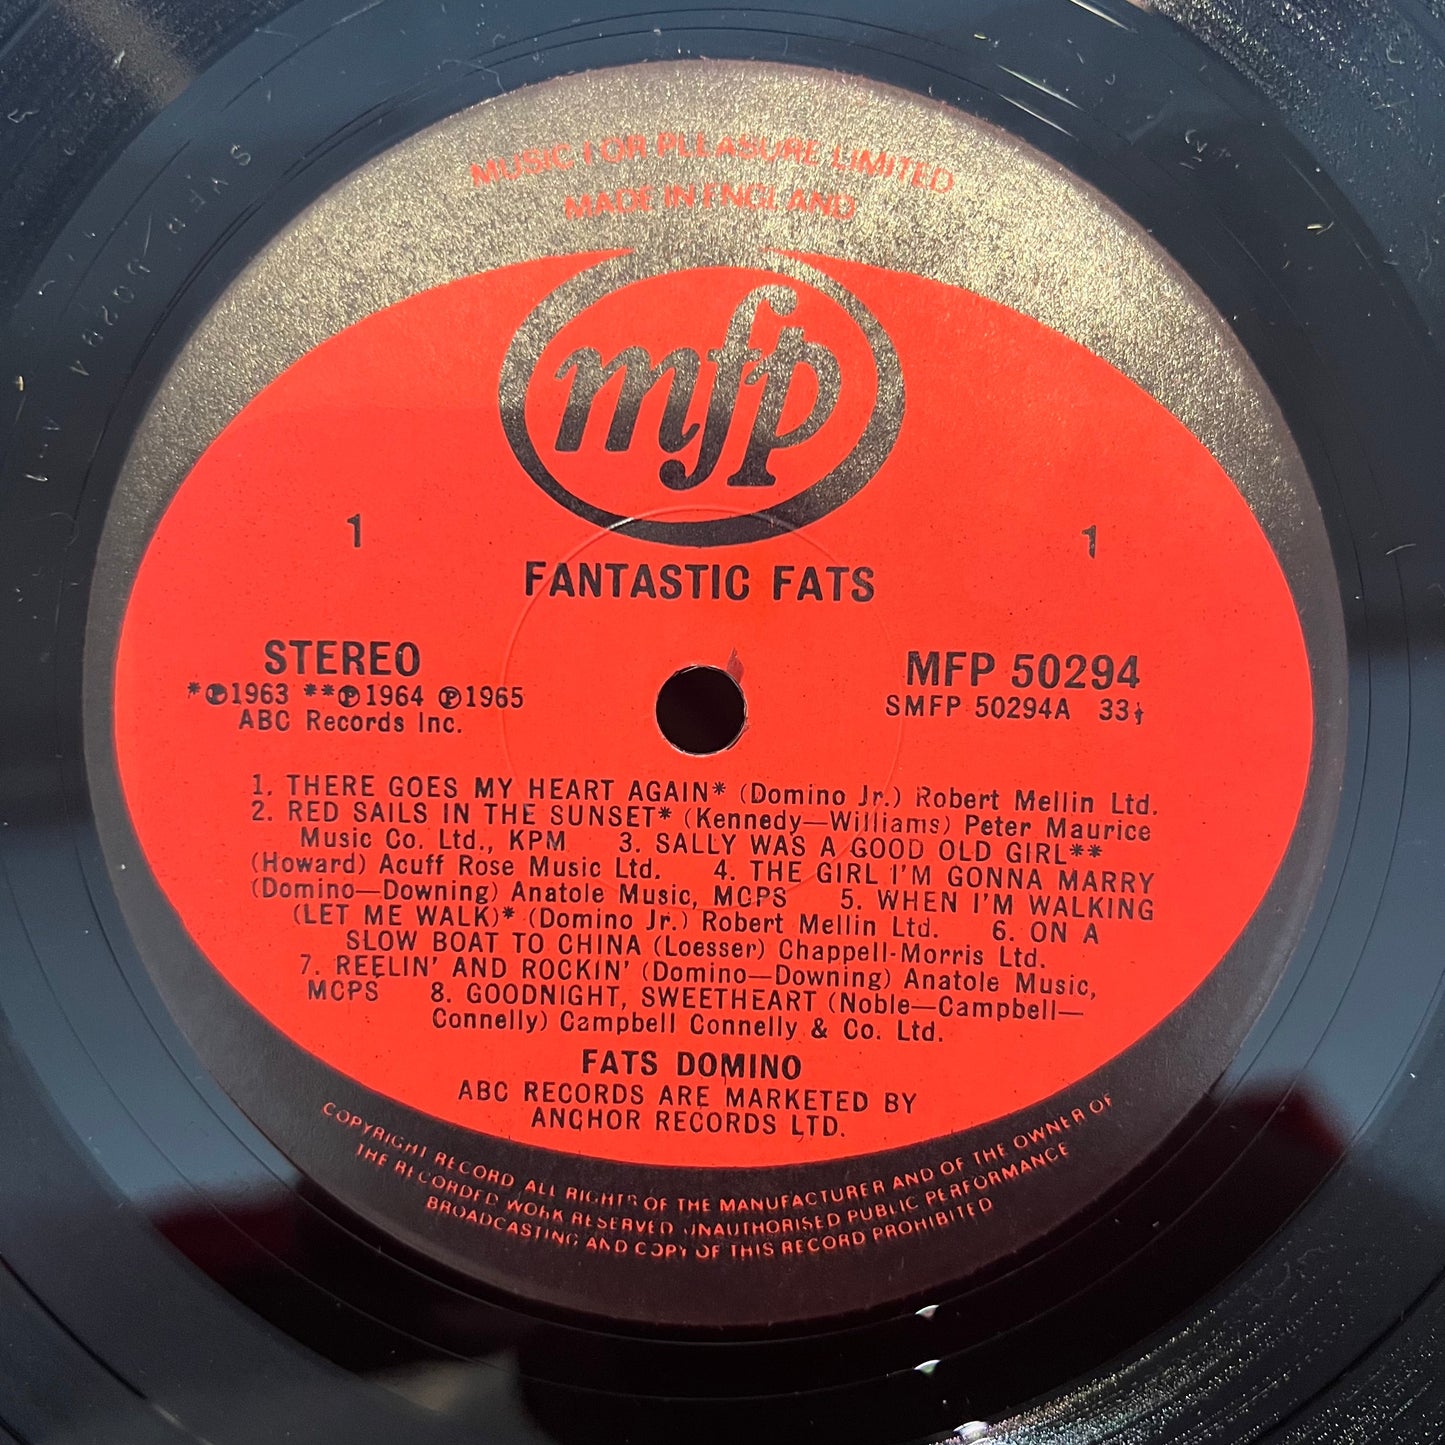 MUSIC FOR PLEASURE LIMITED
MADE IN ENGLAND
mfp
1 1
FANTASTIC FATS
STEREO
*℗1963 **℗1964 ℗1965
ABC Records Inc.
MFP 50294
SMFP 50294A 33⅓
1. THERE GOES MY HEART AGAIN* (Domino Jr.) Robert Mellin Ltd.
2. RED SAILS IN THE SUNSET* (Kennedy—Williams) Peter Maurice
Music Co. Ltd., KPM 3. SALLY WAS A GOOD OLD GIRL**
(Howard) Acuff Rose Music Ltd. 4. THE GIRL I'M GONNA MARRY
(Domino—Downing) Anatole Music, MCPS 5. WHEN I'M WALKING
(LET ME WALK)* (Domino Jr.) Robert Mellin Ltd. 6. ON A
SLOW BOAT TO CHINA (Loesser) Chappell-Morris Ltd.
7. REELIN' AND ROCKIN' (Domino—Downing) Anatole Music,
MCPS 8. GOODNIGHT, SWEETHEART (Noble—Campbell—
Connelly) Campbell Connelly & Co. Ltd.
FATS DOMINO
ABC RECORDS ARE MARKETED BY
ANCHOR RECORDS LTD.
COPYRIGHT RECORD ALL RIGHTS OF THE MANUFACTURER AND OF THE OWNER OF
THE RECORDED WORK RESERVED UNAUTHORISED PUBLIC PERFORMANCE
BROADCASTING AND COPY OF THIS RECORD PROHIBITED